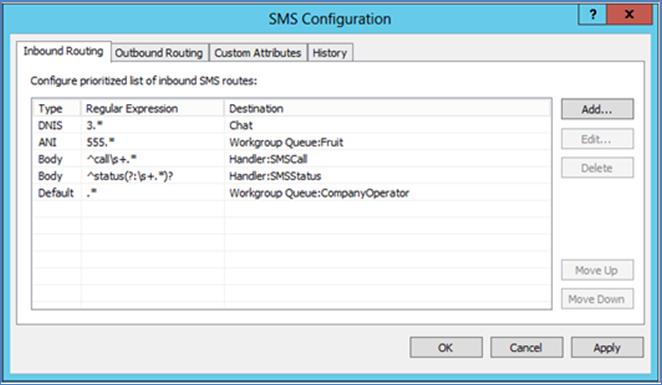 SMS Configuration
? x
Inbound Routing Outbound Routing Custom Attributes History
Configure prioritized list of inbound SMS routes:
Type Regular Expression Destination
DNIS 3.* Chat
ANI 555.* Workgroup Queue:Fruit
Body ^call\s+.* Handler:SMSCall
Body ^status(?:\s+.*)? Handler:SMSStatus
Default .* Workgroup Queue:CompanyOperator
Add...
Edit...
Delete
Move Up
Move Down
OK Cancel Apply